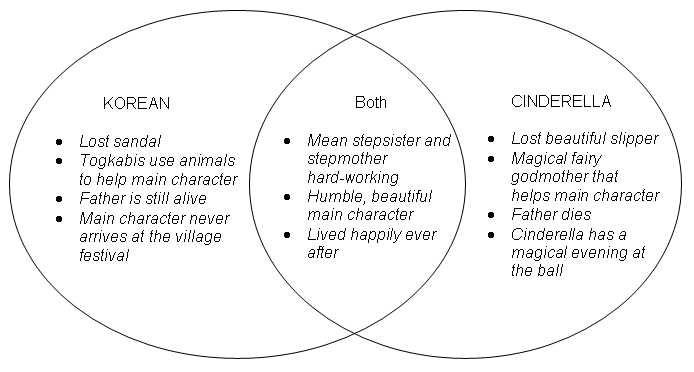 KOREAN
• Lost sandal
• Togkabis use animals
to help main character
• Father is still alive
• Main character never
arrives at the village
festival
Both
• Mean stepsister and
stepmother
hard-working
• Humble, beautiful
main character
• Lived happily ever
after
CINDERELLA
• Lost beautiful slipper
• Magical fairy
godmother that
helps main character
• Father dies
• Cinderella has a
magical evening at
the ball